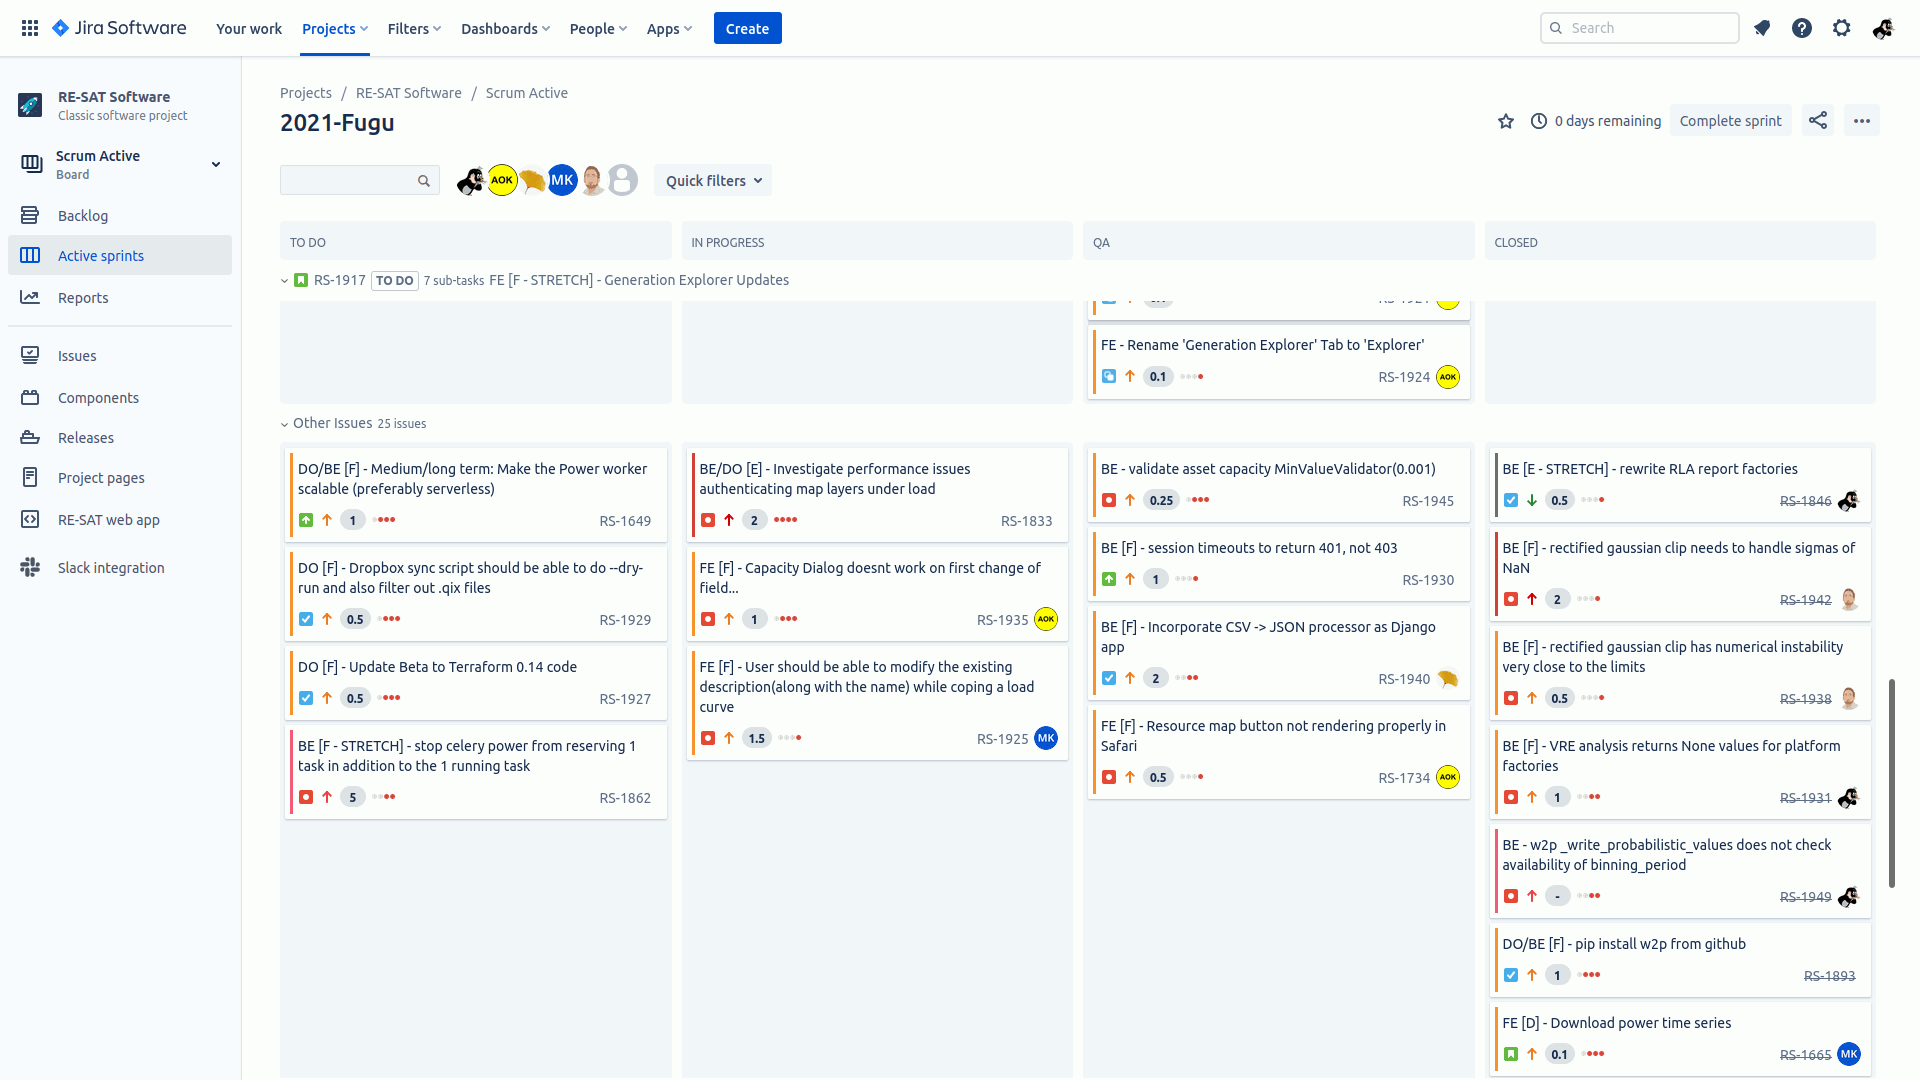 Jira Software
Your work
Projects
Filters
Dashboards
People
Apps
Create
Search
RE-SAT Software
Classic software project
Scrum Active
Board
Backlog
Active sprints
Reports
Issues
Components
Releases
Project pages
RE-SAT web app
Slack integration
Projects / RE-SAT Software / Scrum Active
2021-Fugu
0 days remaining
Complete sprint
AOK
MK
Quick filters
TO DO
IN PROGRESS
QA
CLOSED
RS-1917 TO DO 7 sub-tasks FE [F - STRETCH] - Generation Explorer Updates
FE - Rename 'Generation Explorer' Tab to 'Explorer'
0.1
RS-1924
AOK
Other Issues 25 issues
DO/BE [F] - Medium/long term: Make the Power worker
scalable (preferably serverless)
1
RS-1649
DO [F] - Dropbox sync script should be able to do --dry-
run and also filter out .qix files
0.5
RS-1929
DO [F] - Update Beta to Terraform 0.14 code
0.5
RS-1927
BE [F - STRETCH] - stop celery power from reserving 1
task in addition to the 1 running task
5
RS-1862
BE/DO [E] - Investigate performance issues
authenticating map layers under load
2
RS-1833
FE [F] - Capacity Dialog doesnt work on first change of
field...
1
RS-1935
AOK
FE [F] - User should be able to modify the existing
description(along with the name) while coping a load
curve
1.5
RS-1925
MK
BE - validate asset capacity MinValueValidator(0.001)
0.25
RS-1945
BE [F] - session timeouts to return 401, not 403
1
RS-1930
BE [F] - Incorporate CSV -> JSON processor as Django
app
2
RS-1940
FE [F] - Resource map button not rendering properly in
Safari
0.5
RS-1734
AOK
BE [E - STRETCH] - rewrite RLA report factories
0.5
RS-1846
BE [F] - rectified gaussian clip needs to handle sigmas of
NaN
2
RS-1942
BE [F] - rectified gaussian clip has numerical instability
very close to the limits
0.5
RS-1938
BE [F] - VRE analysis returns None values for platform
factories
1
RS-1931
BE - w2p _write_probabilistic_values does not check
availability of binning_period
-
RS-1949
DO/BE [F] - pip install w2p from github
1
RS-1893
FE [D] - Download power time series
0.1
RS-1665
MK